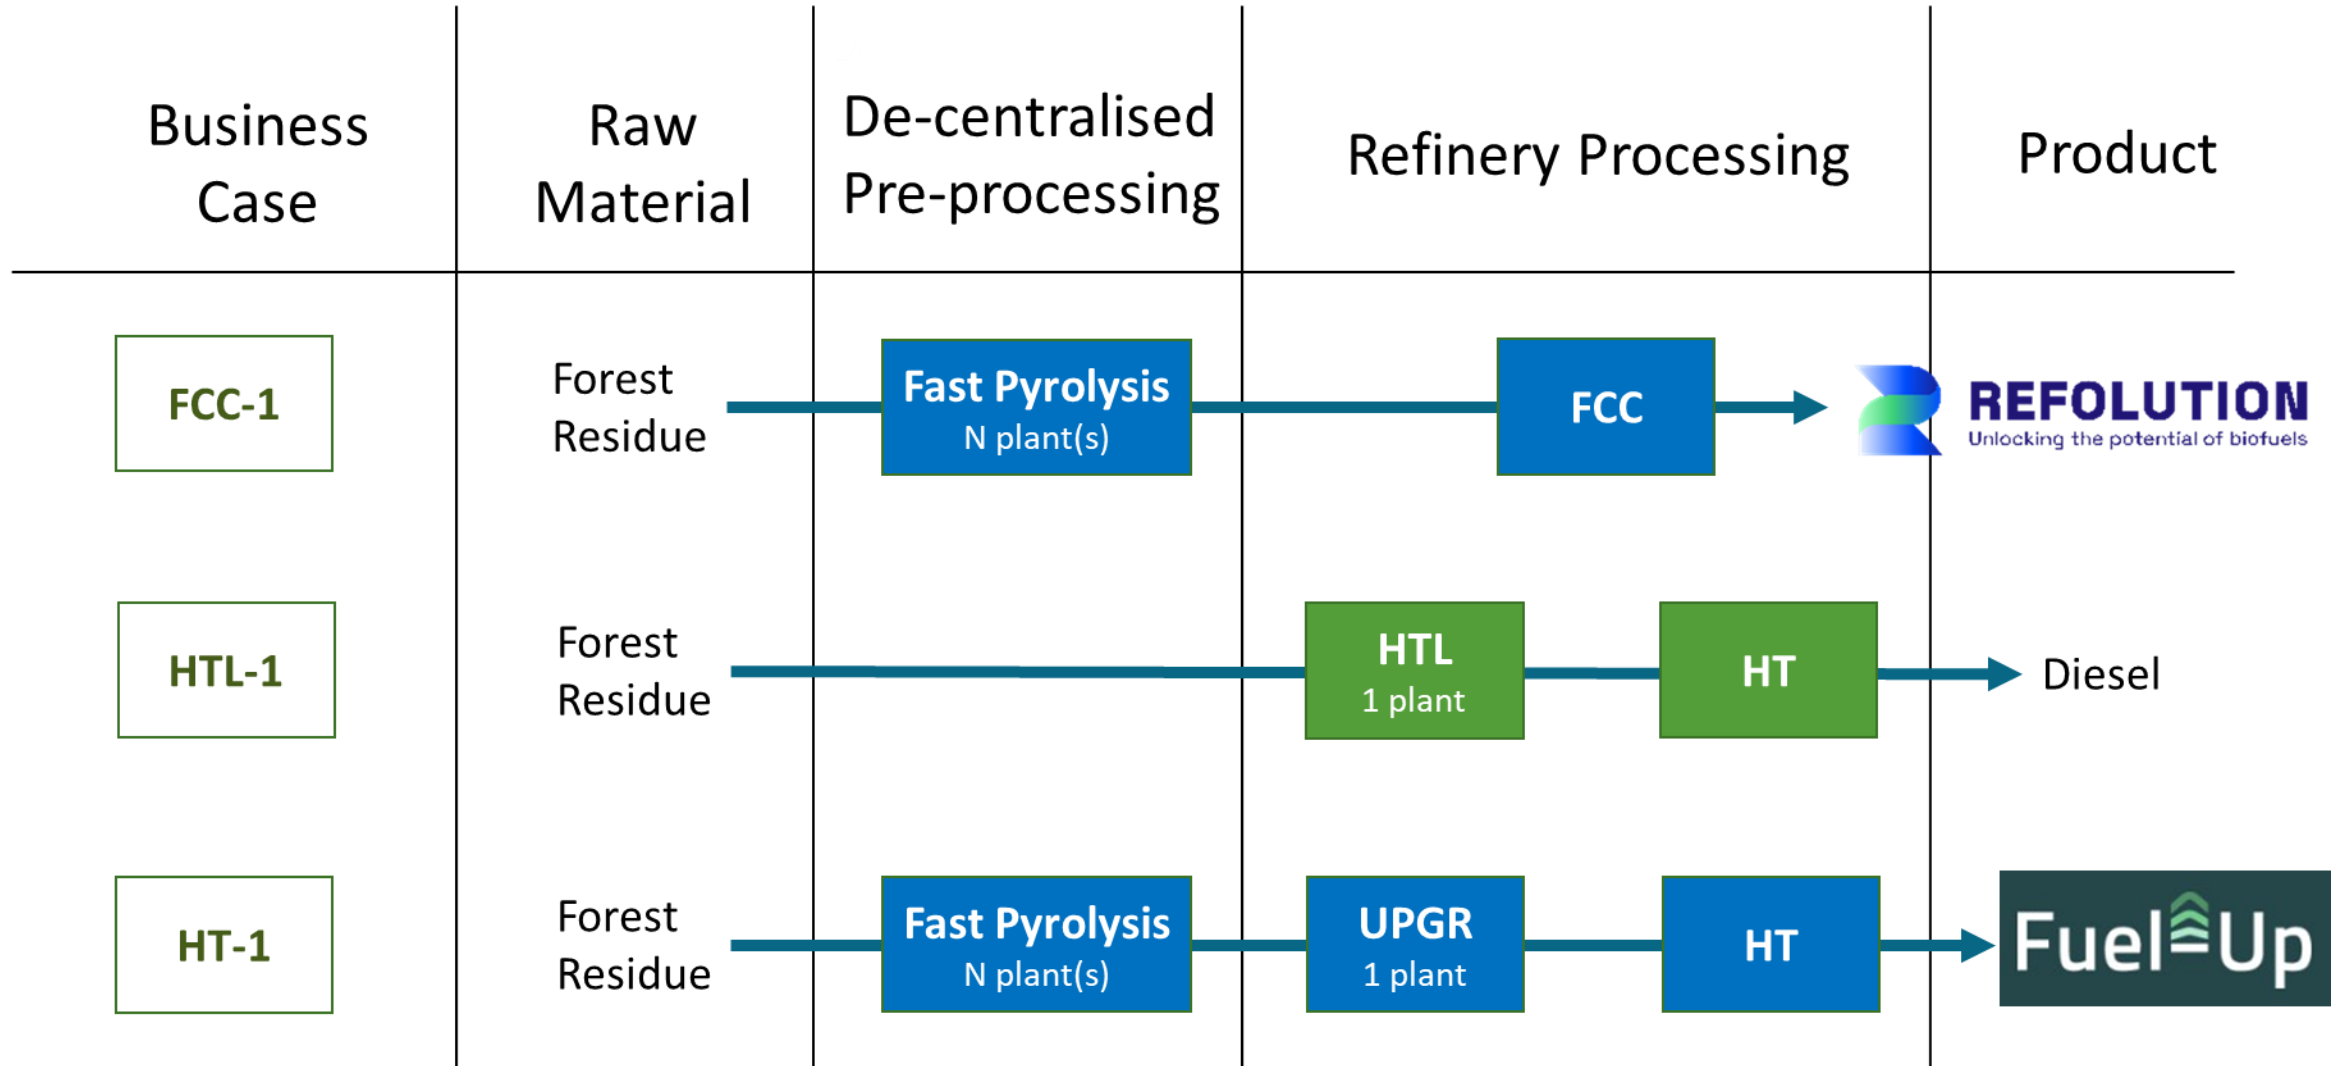 Business
Case
Raw
Material
De-centralised
Pre-processing
Refinery Processing
Product
FCC-1
Forest
Residue
Fast Pyrolysis
N plant(s)
FCC
REFOLUTION
Unlocking the potential of biofuels
HTL-1
Forest
Residue
HTL
1 plant
HT
Diesel
HT-1
Forest
Residue
Fast Pyrolysis
N plant(s)
UPGR
1 plant
HT
Fuel Up